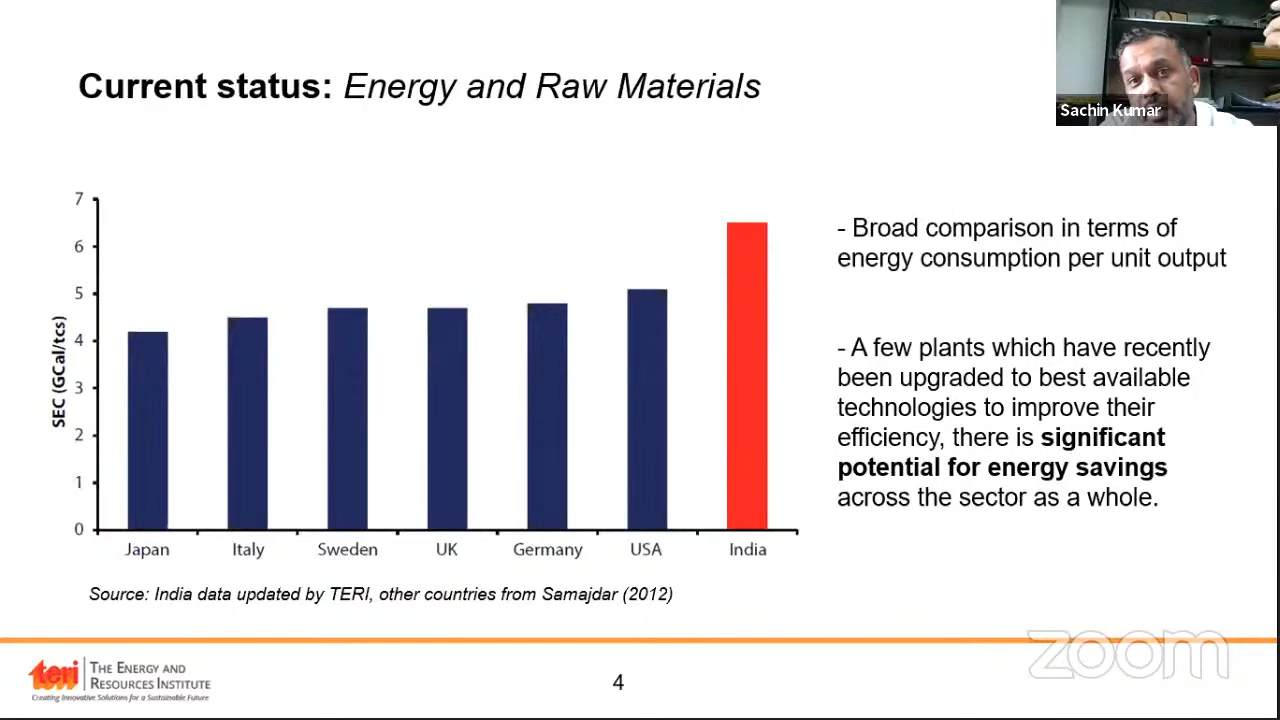 Current status: Energy and Raw Materials
Sachin Kumar
7
6
5
4
3
2
1
0
SEC (GCal/tcs)
Japan
Italy
Sweden
UK
Germany
USA
India
- Broad comparison in terms of
energy consumption per unit output
- A few plants which have recently
been upgraded to best available
technologies to improve their
efficiency, there is significant
potential for energy savings
across the sector as a whole.
Source: India data updated by TERI, other countries from Samajdar (2012)
teri
THE ENERGY AND
RESOURCES INSTITUTE
Creating Innovative Solutions for a Sustainable Future
4
zoom